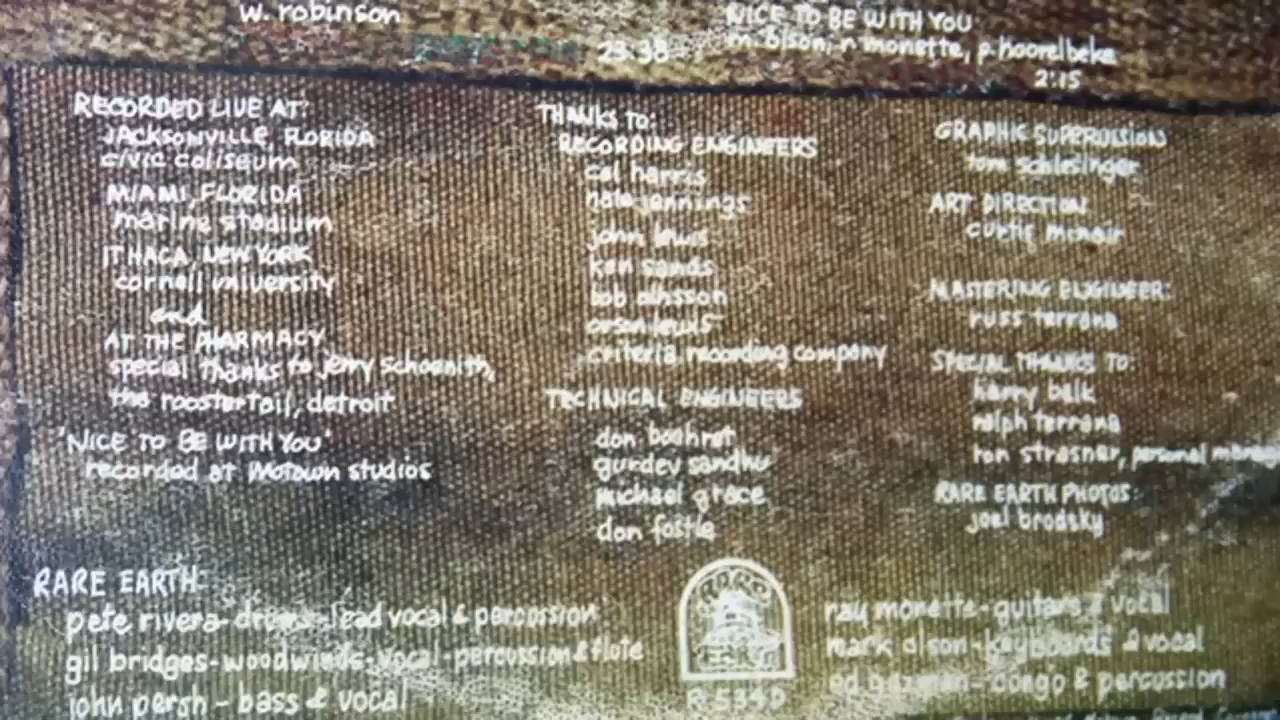 w. robinson
23:38
NICE TO BE WITH YOU
m. olson, r. monette, p. hoorelbeke
2:15
RECORDED LIVE AT:
JACKSONVILLE, FLORIDA
civic coliseum
MIAMI, FLORIDA
marine stadium
ITHACA, NEW YORK
cornell university
and
AT THE PHARMACY
special thanks to jerry schoenith,
the roostertail, detroit
"NICE TO BE WITH YOU"
recorded at Motown studios
THANKS TO:
RECORDING ENGINEERS
cal harris
nate jennings
john lewis
ken sands
bob olhsson
orson lewis
criteria recording company
TECHNICAL ENGINEERS
don boehret
gurdev sandhu
michael grace
don fostle
GRAPHIC SUPERVISION
tom schlesinger
ART DIRECTION
curtis mcnair
MASTERING ENGINEER:
russ terrana
SPECIAL THANKS TO:
harry balk
ralph terrana
ron strasner, personal
RARE EARTH PHOTOS:
joel brodsky
RARE EARTH:
pete rivera-drums-lead vocal & percussion
gil bridges-woodwinds-vocal-percussion & flute
john persh - bass & vocal
RARE
EARTH
R 534D
ray monette-guitars & vocal
mark olson-keyboards & vocal
ed guzman-congo & percussion